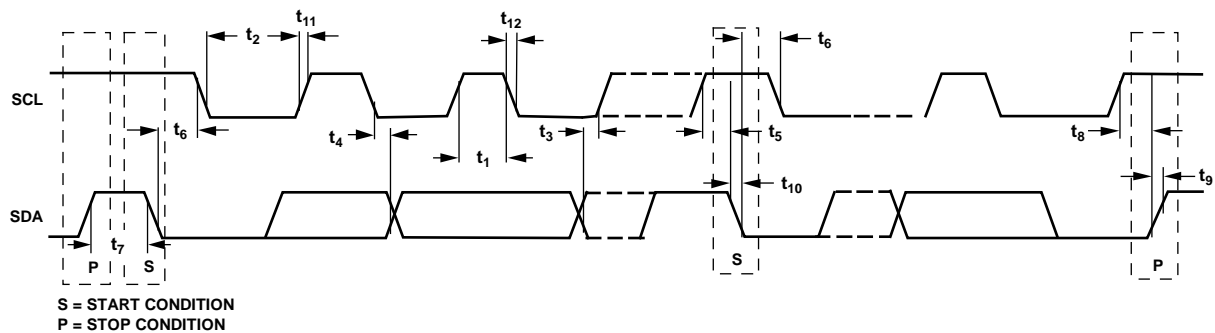 t11 t12
t2 t6
SCL
t6 t4 t3 t5 t8
t1
t9
t10
SDA
t7
P S S P
S = START CONDITION
P = STOP CONDITION